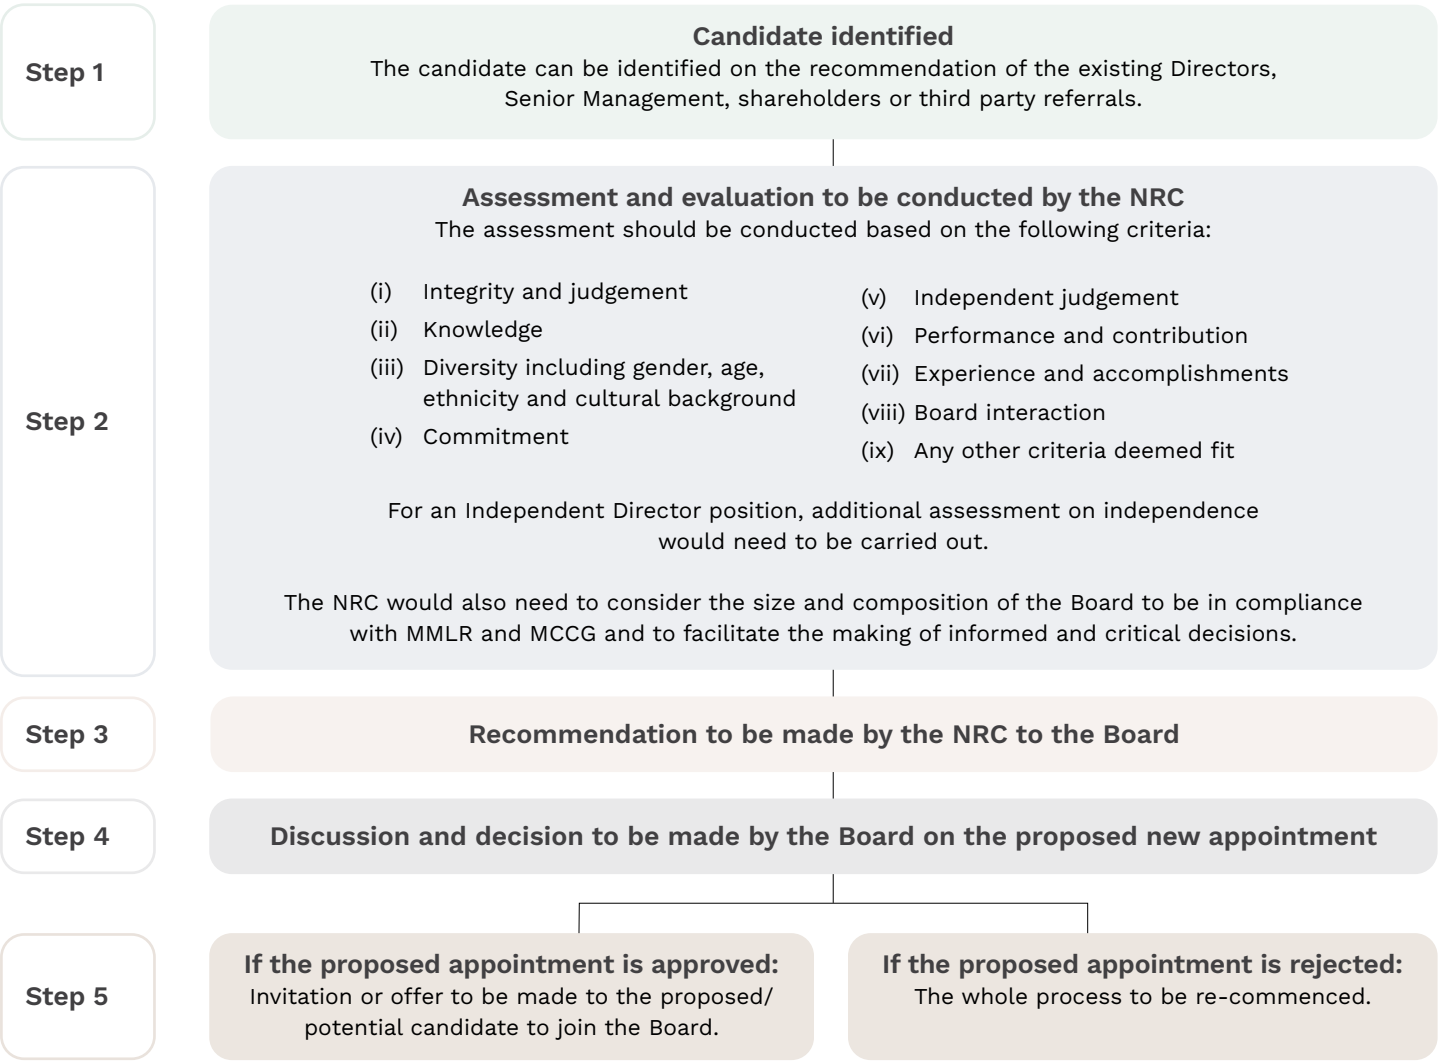 Step 1
Candidate identified
The candidate can be identified on the recommendation of the existing Directors,
Senior Management, shareholders or third party referrals.
Step 2
Assessment and evaluation to be conducted by the NRC
The assessment should be conducted based on the following criteria:
(i) Integrity and judgement
(ii) Knowledge
(iii) Diversity including gender, age,
ethnicity and cultural background
(iv) Commitment
(v) Independent judgement
(vi) Performance and contribution
(vii) Experience and accomplishments
(viii) Board interaction
(ix) Any other criteria deemed fit
For an Independent Director position, additional assessment on independence
would need to be carried out.
The NRC would also need to consider the size and composition of the Board to be in compliance
with MMLR and MCCG and to facilitate the making of informed and critical decisions.
Step 3
Recommendation to be made by the NRC to the Board
Step 4
Discussion and decision to be made by the Board on the proposed new appointment
Step 5
If the proposed appointment is approved:
Invitation or offer to be made to the proposed/
potential candidate to join the Board.
If the proposed appointment is rejected:
The whole process to be re-commenced.